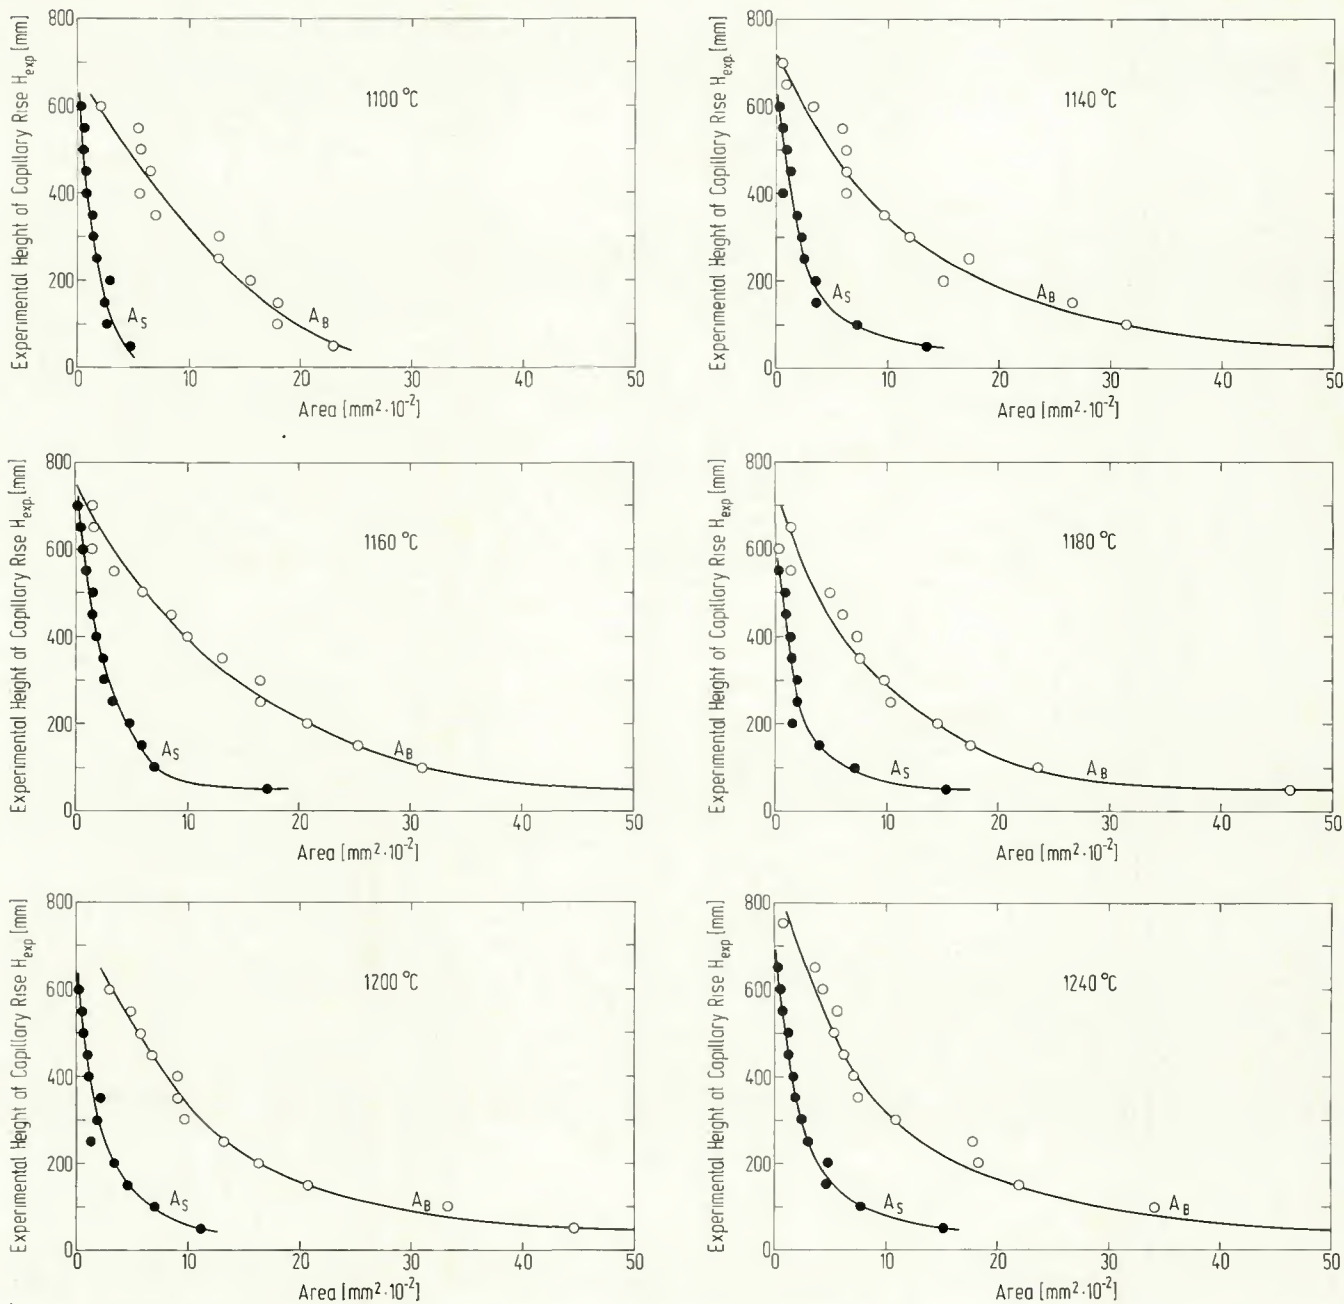 Experimental Height of Capillary Rise H_exp. [mm]
800
600
400
200
0
1100 °C
A_S
A_B
0 10 20 30 40 50
Area [mm²·10⁻²]
Experimental Height of Capillary Rise H_exp. [mm]
800
600
400
200
0
1140 °C
A_S
A_B
0 10 20 30 40 50
Area [mm²·10⁻²]
Experimental Height of Capillary Rise H_exp. [mm]
800
600
400
200
0
1160 °C
A_S
A_B
0 10 20 30 40 50
Area [mm²·10⁻²]
Experimental Height of Capillary Rise H_exp. [mm]
800
600
400
200
0
1180 °C
A_S
A_B
0 10 20 30 40 50
Area [mm²·10⁻²]
Experimental Height of Capillary Rise H_exp [mm]
800
600
400
200
0
1200 °C
A_S
A_B
0 10 20 30 40 50
Area [mm²·10⁻²]
Experimental Height of Capillary Rise H_exp [mm]
800
600
400
200
0
1240 °C
A_S
A_B
0 10 20 30 40 50
Area [mm²·10⁻²]